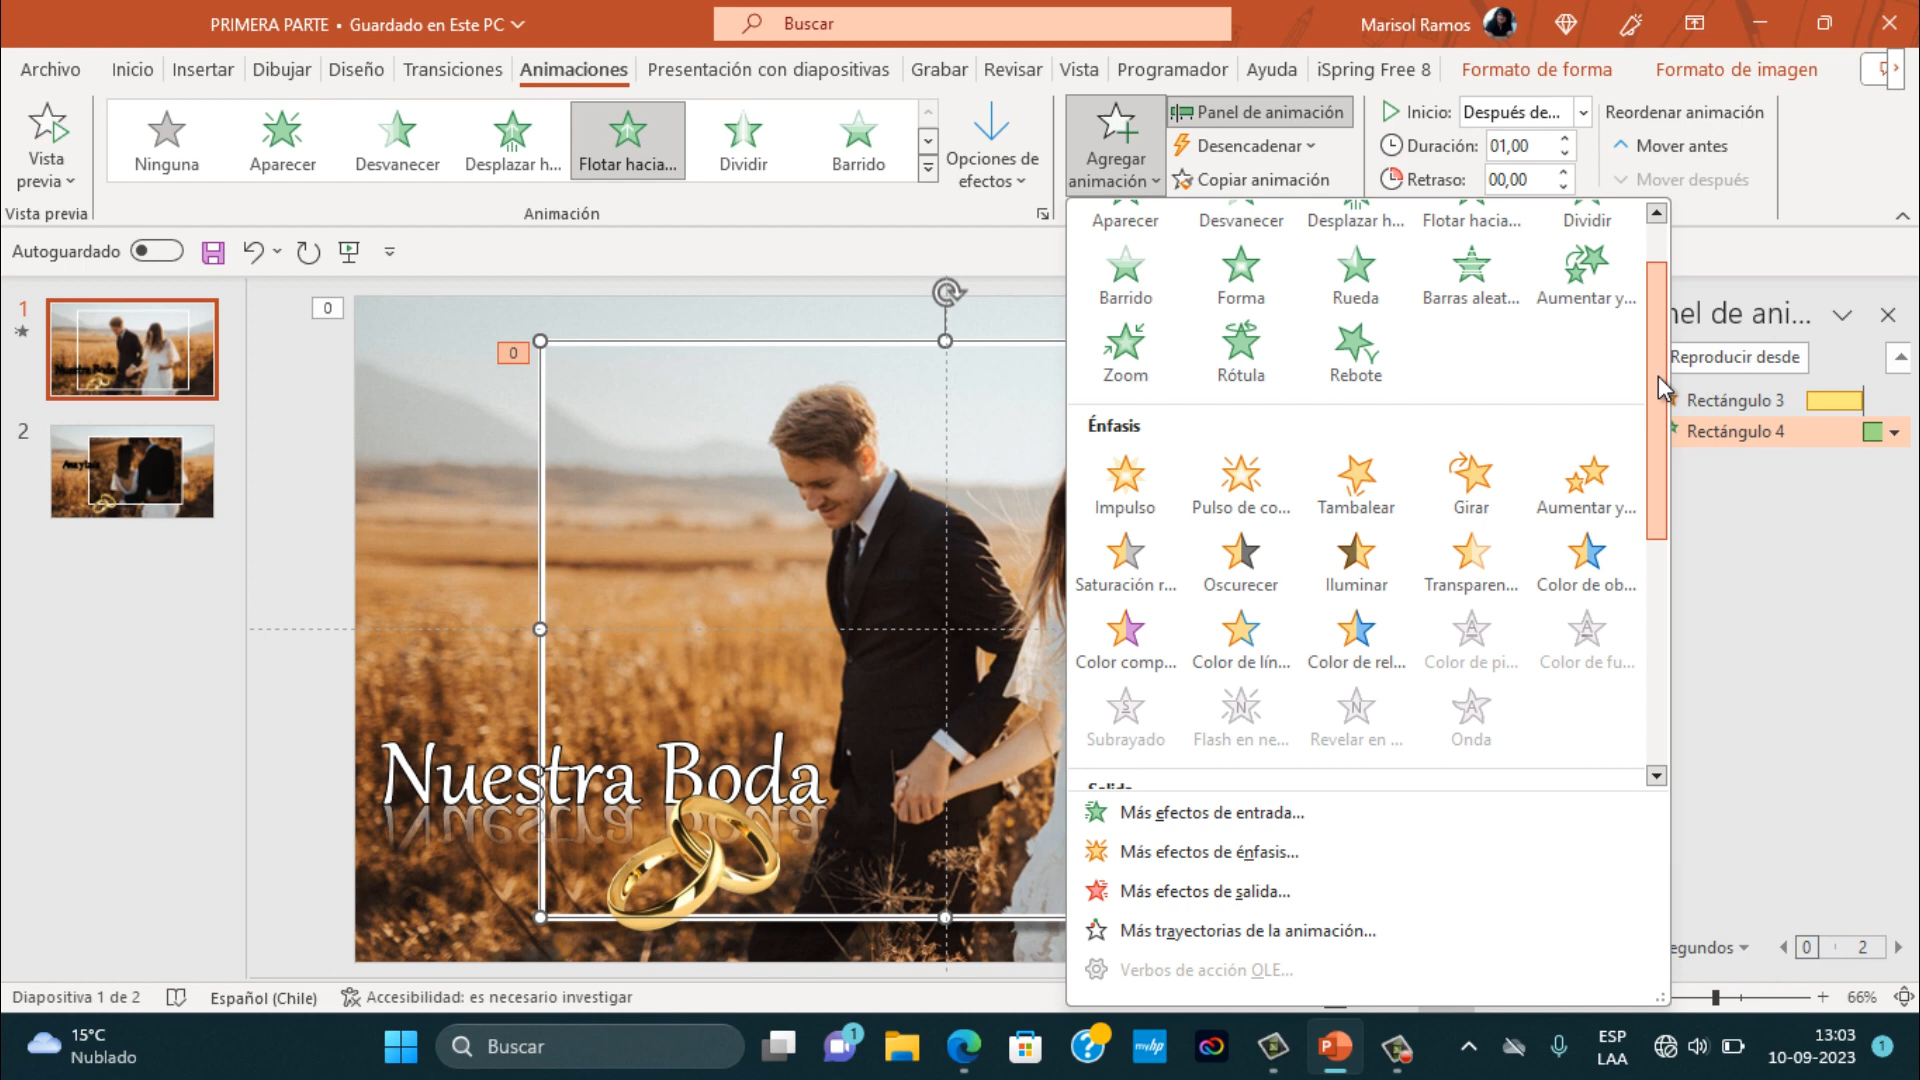 PRIMERA PARTE • Guardado en Este PC
Buscar
Marisol Ramos
Archivo
Inicio
Insertar
Dibujar
Diseño
Transiciones
Animaciones
Presentación con diapositivas
Grabar
Revisar
Vista
Programador
Ayuda
iSpring Free 8
Formato de forma
Formato de imagen
Vista previa
Ninguna
Aparecer
Desvanecer
Desplazar h...
Flotar hacia...
Dividir
Barrido
Opciones de efectos
Agregar animación
Panel de animación
Desencadenar
Copiar animación
Inicio: Después de...
Duración: 01,00
Retraso: 00,00
Reordenar animación
Mover antes
Mover después
Vista previa
Animación
Autoguardado
1
2
0
0
Nuestra Boda
Aparecer
Desvanecer
Desplazar h...
Flotar hacia...
Dividir
Barrido
Forma
Rueda
Barras aleat...
Aumentar y...
Zoom
Rótula
Rebote
Énfasis
Impulso
Pulso de co...
Tambalear
Girar
Aumentar y...
Saturación r...
Oscurecer
Iluminar
Transparen...
Color de ob...
Color comp...
Color de lín...
Color de rel...
Color de pi...
Color de fu...
Subrayado
Flash en ne...
Revelar en ...
Onda
Más efectos de entrada...
Más efectos de énfasis...
Más efectos de salida...
Más trayectorias de la animación...
Verbos de acción OLE...
nel de ani...
Reproducir desde
Rectángulo 3
Rectángulo 4
egundos
0
2
Diapositiva 1 de 2
Español (Chile)
Accesibilidad: es necesario investigar
66%
15°C
Nublado
Buscar
1
myhp
ESP
LAA
13:03
10-09-2023
1